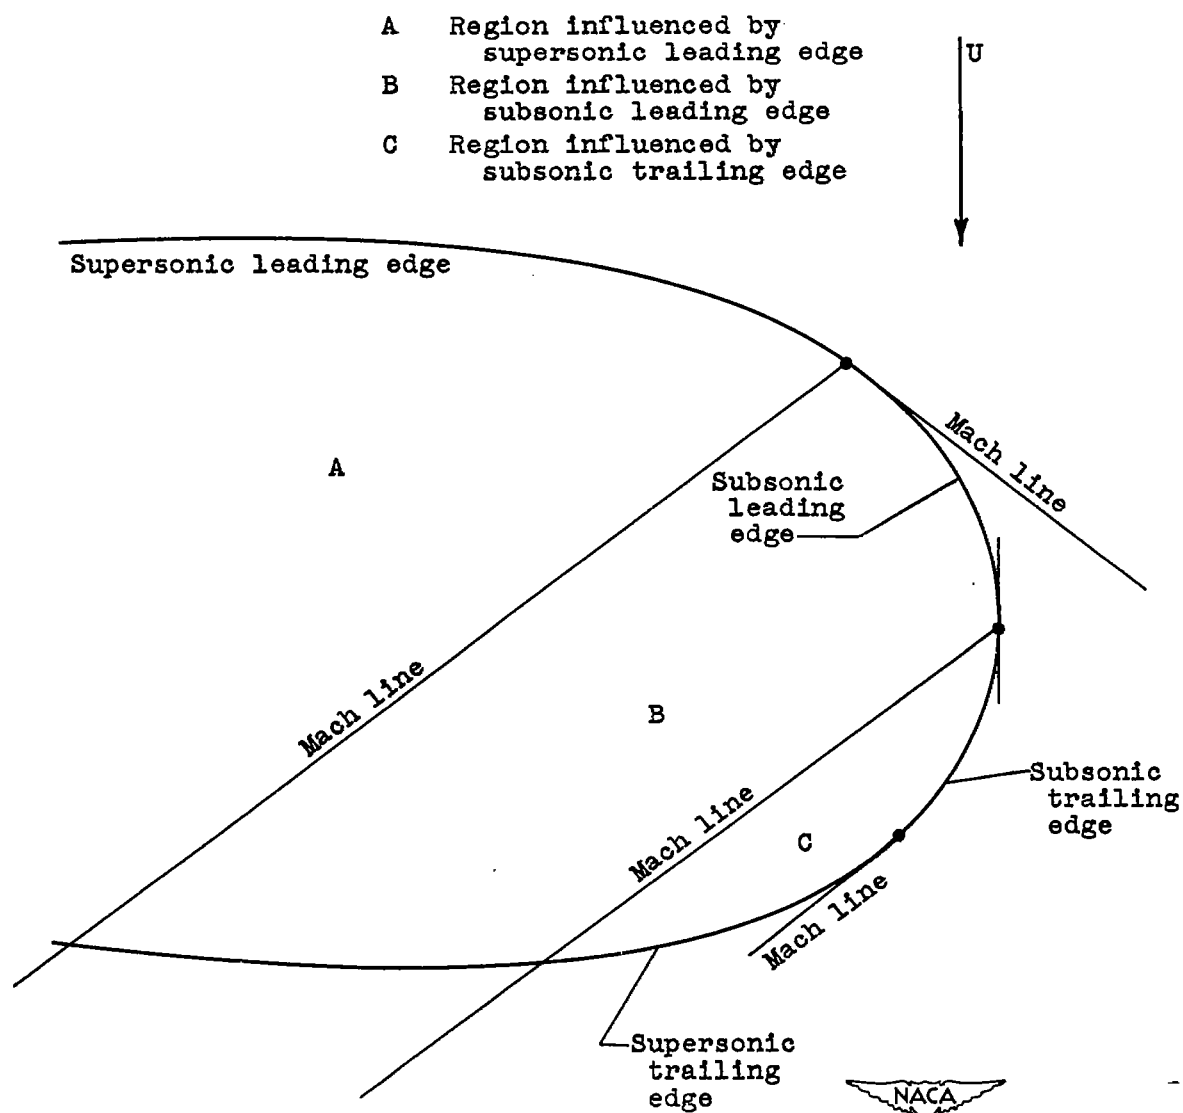 A Region influenced by
supersonic leading edge
B Region influenced by
subsonic leading edge
C Region influenced by
subsonic trailing edge
U
Supersonic leading edge
Mach line
A
Subsonic
leading
edge
Mach line
B
Mach line
Subsonic
trailing
edge
C
Mach line
Supersonic
trailing
edge
NACA